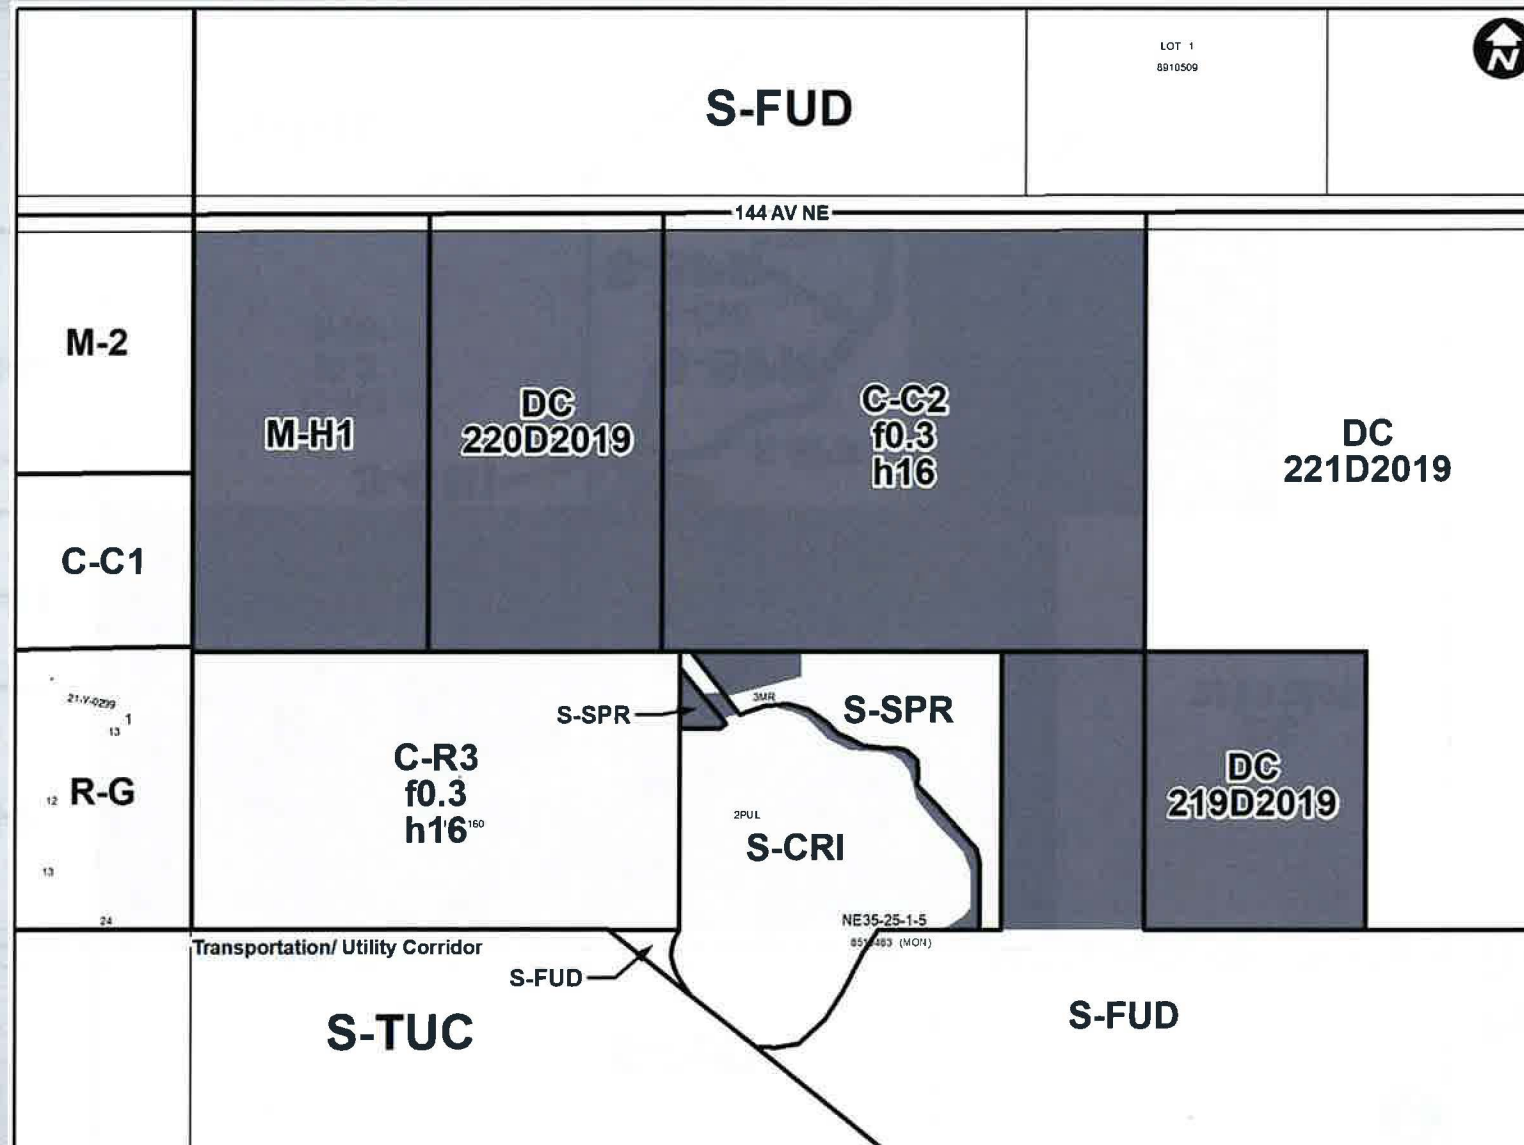 LOT 1
8910509
N
S-FUD
144 AV NE
M-2
M-H1
DC
220D2019
C-C2
f0.3
h16
DC
221D2019
C-C1
21-Y-0299
1
13
R-G
12
13
24
S-SPR
3MR
S-SPR
C-R3
f0.3
h16
160
2PUL
S-CRI
DC
219D2019
NE35-25-1-5
(MON)
Transportation/ Utility Corridor
S-FUD
S-TUC
S-FUD